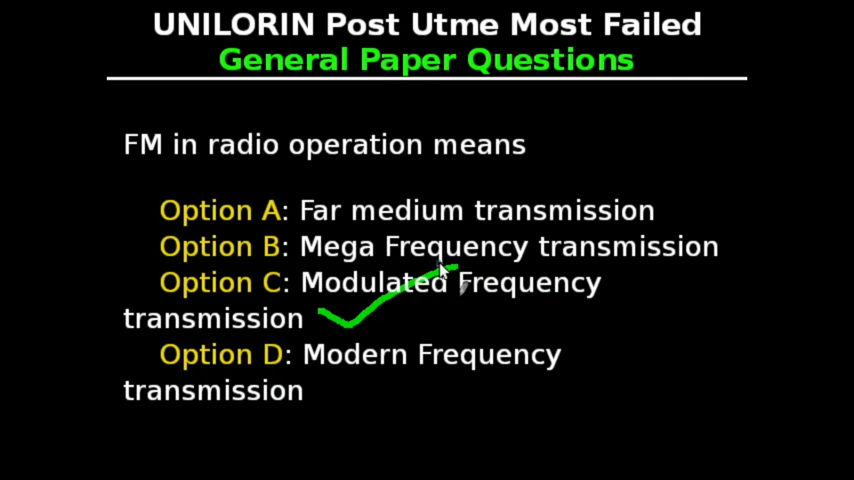 UNILORIN Post Utme Most Failed
General Paper Questions
FM in radio operation means
Option A: Far medium transmission
Option B: Mega Frequency transmission
Option C: Modulated Frequency
transmission
Option D: Modern Frequency
transmission